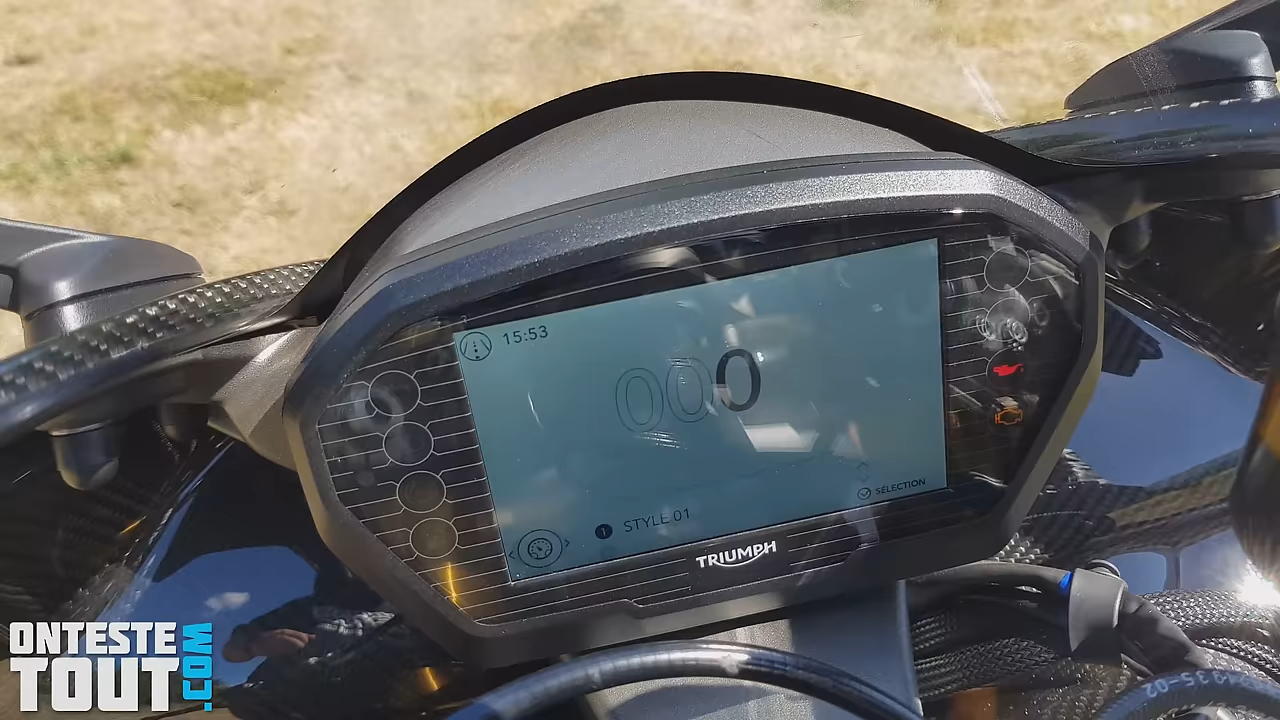 15:53
000
SÉLECTION
1 STYLE 01
TRIUMPH
ONTESTE
TOUT
.COM